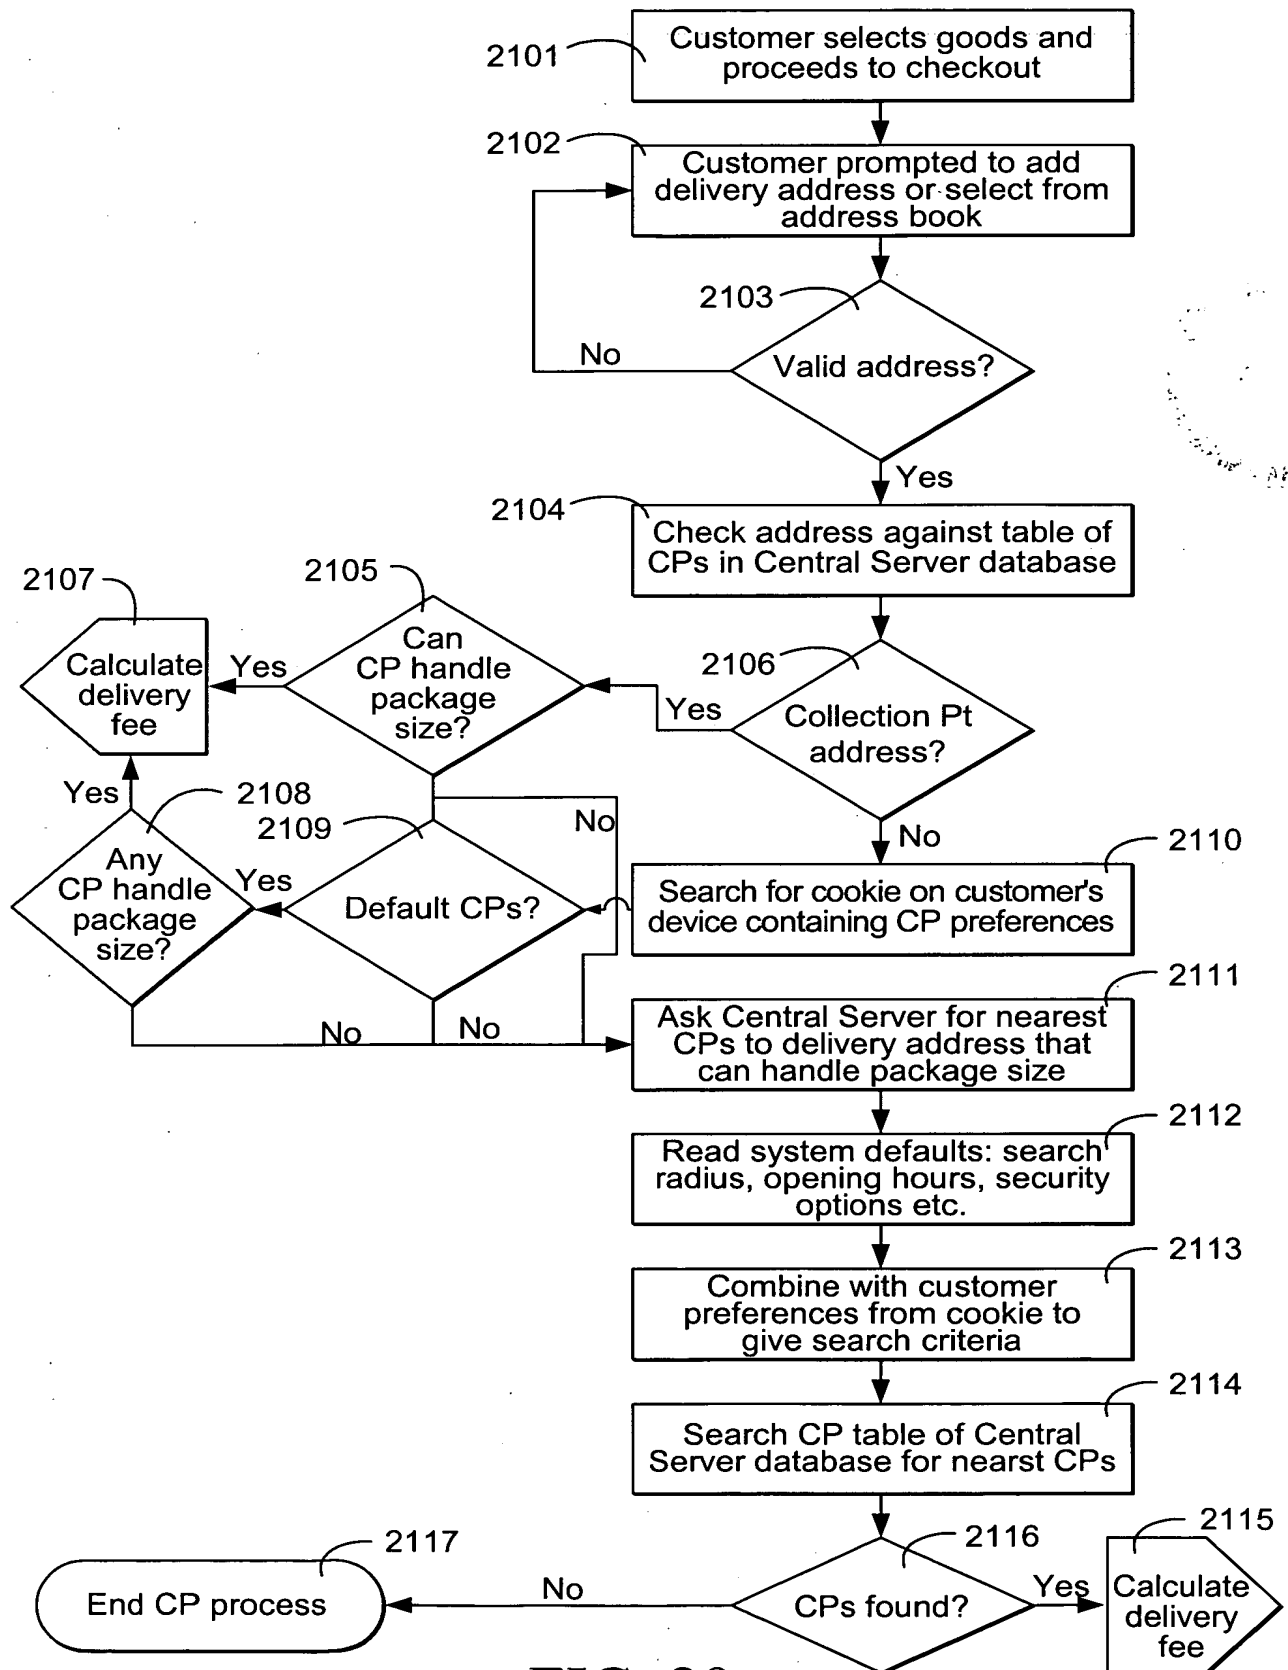 2101
Customer selects goods and
proceeds to checkout
2102
Customer prompted to add
delivery address or select from
address book
2103
Valid address?
No
Yes
2104
Check address against table of
CPs in Central Server database
2105
Can
CP handle
package
size?
2106
Collection Pt
address?
Yes
No
2107
Calculate
delivery
fee
Yes
Yes
2108
Any
CP handle
package
size?
2109
Default CPs?
Yes
No
2110
Search for cookie on customer's
device containing CP preferences
No
No
2111
Ask Central Server for nearest
CPs to delivery address that
can handle package size
2112
Read system defaults: search
radius, opening hours, security
options etc.
2113
Combine with customer
preferences from cookie to
give search criteria
2114
Search CP table of Central
Server database for nearst CPs
2116
CPs found?
No
Yes
2117
End CP process
2115
Calculate
delivery
fee